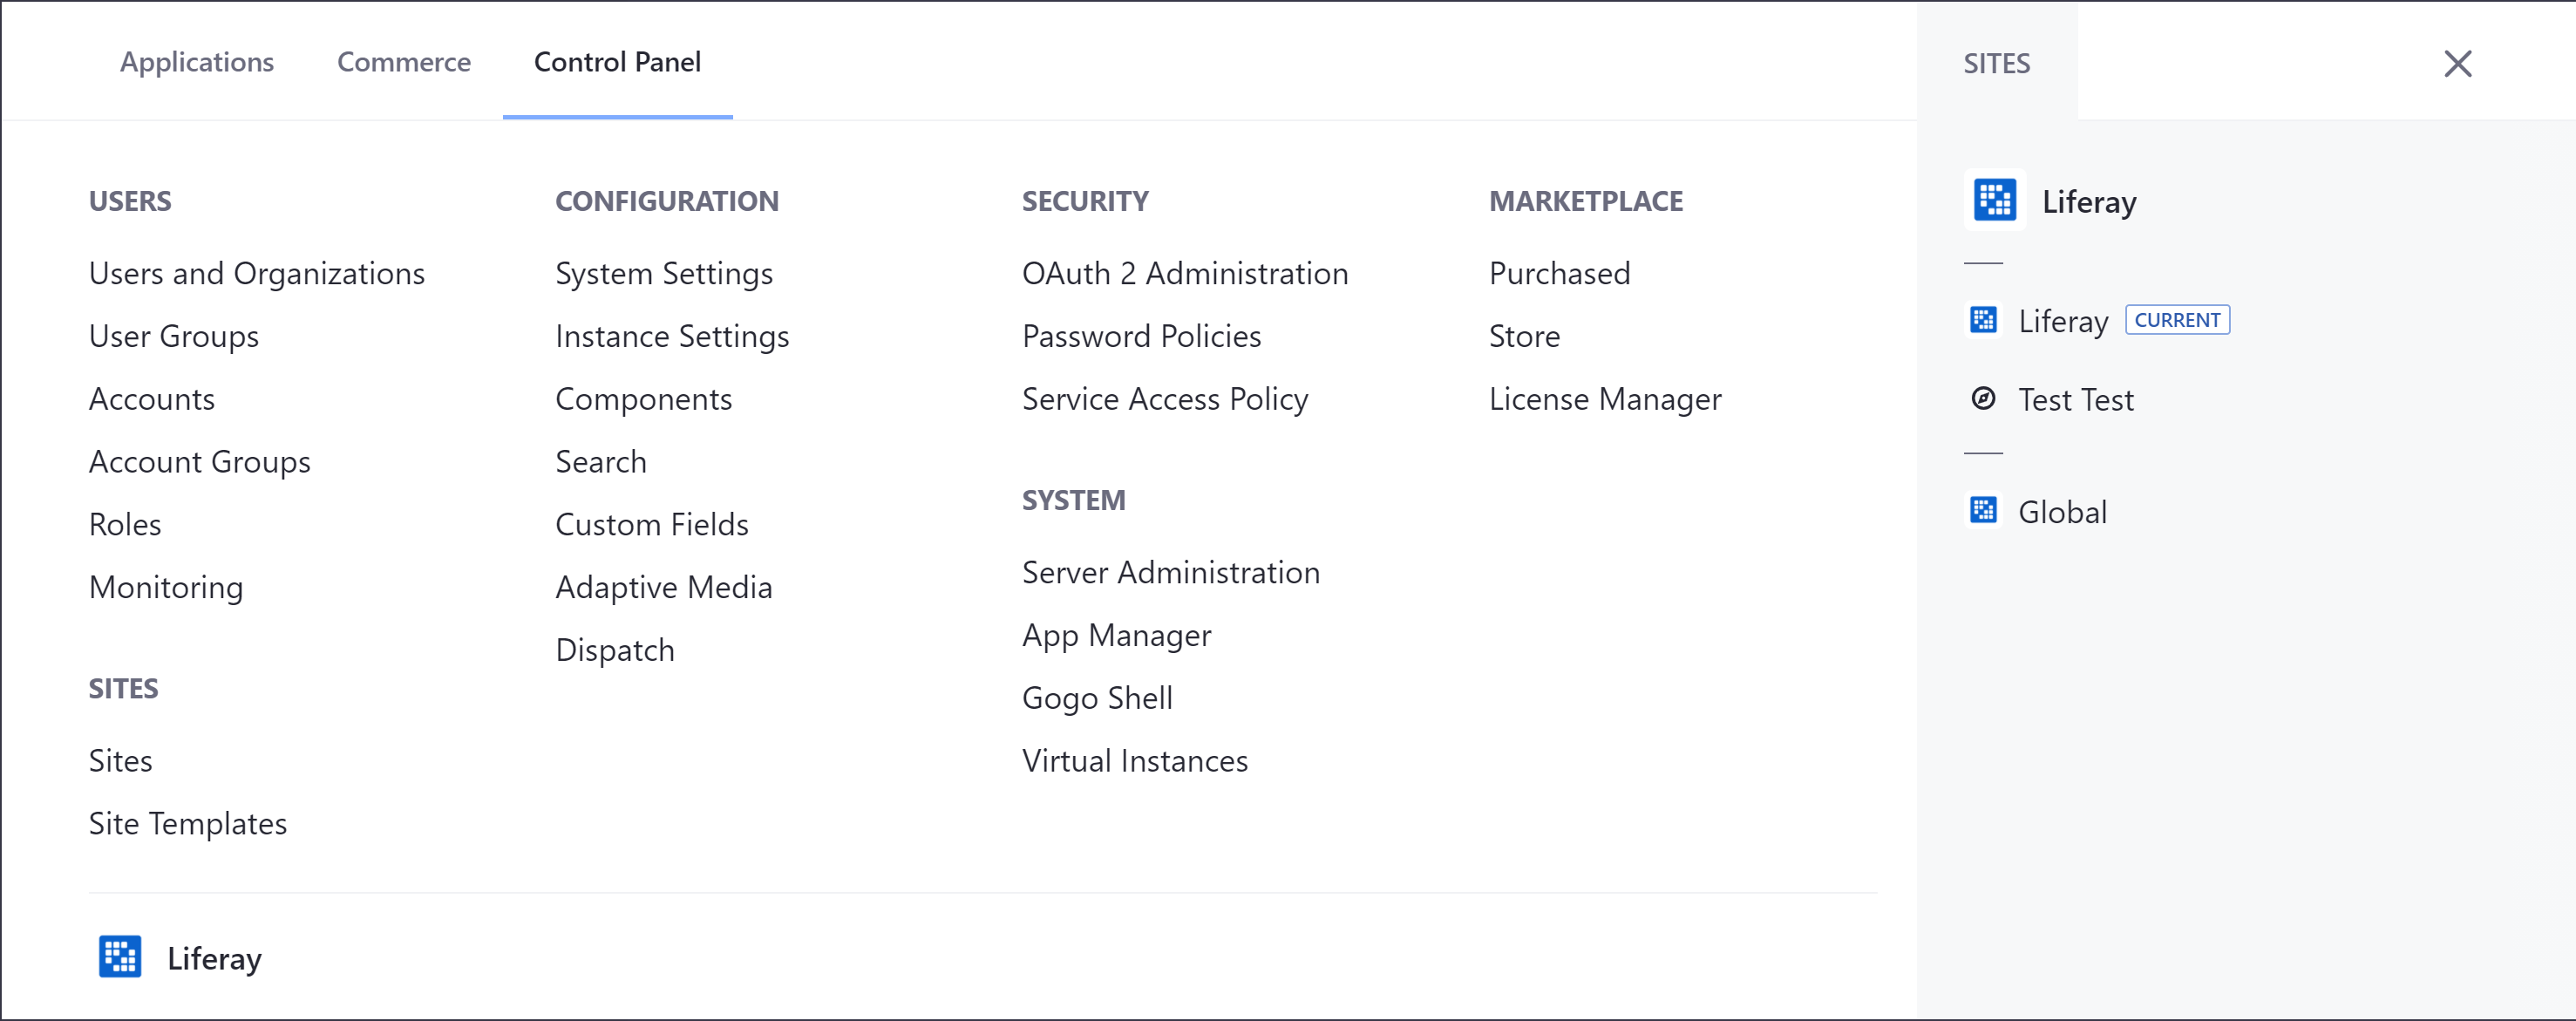 Applications
Commerce
Control Panel
SITES
USERS
Users and Organizations
User Groups
Accounts
Account Groups
Roles
Monitoring
SITES
Sites
Site Templates
CONFIGURATION
System Settings
Instance Settings
Components
Search
Custom Fields
Adaptive Media
Dispatch
SECURITY
OAuth 2 Administration
Password Policies
Service Access Policy
SYSTEM
Server Administration
App Manager
Gogo Shell
Virtual Instances
MARKETPLACE
Purchased
Store
License Manager
Liferay
Liferay
Liferay CURRENT
Test Test
Global